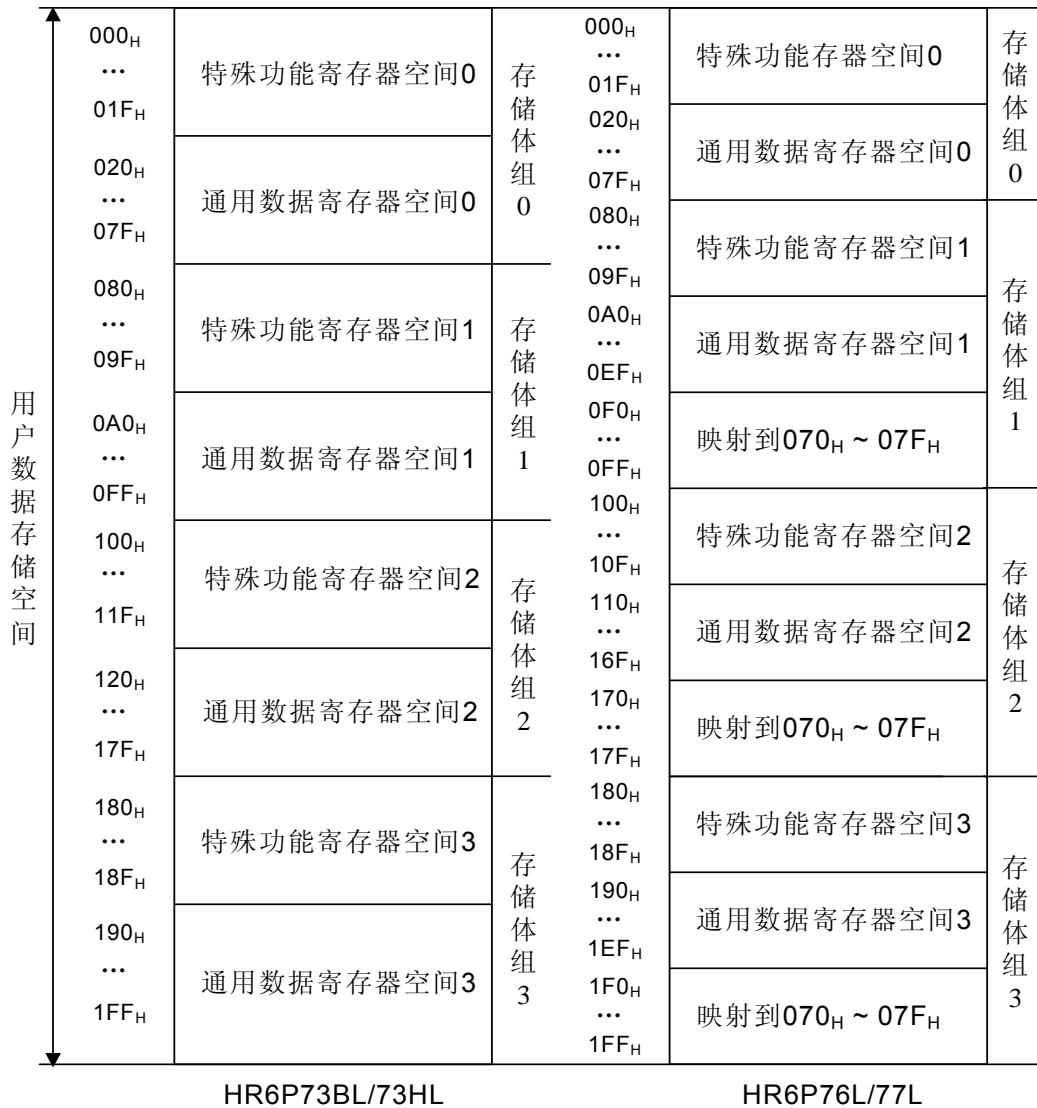 用户数据存储空间
000H
...
01FH
特殊功能寄存器空间0
020H
...
07FH
通用数据寄存器空间0
存储体组0
080H
...
09FH
特殊功能寄存器空间1
0A0H
...
0FFH
通用数据寄存器空间1
存储体组1
100H
...
11FH
特殊功能寄存器空间2
120H
...
17FH
通用数据寄存器空间2
存储体组2
180H
...
18FH
特殊功能寄存器空间3
190H
...
1FFH
通用数据寄存器空间3
存储体组3
HR6P73BL/73HL
000H
...
01FH
特殊功能存器空间0
020H
...
07FH
通用数据寄存器空间0
存储体组0
080H
...
09FH
特殊功能寄存器空间1
0A0H
...
0EFH
通用数据寄存器空间1
0F0H
...
0FFH
映射到070H ~ 07FH
存储体组1
100H
...
10FH
特殊功能寄存器空间2
110H
...
16FH
通用数据寄存器空间2
170H
...
17FH
映射到070H ~ 07FH
存储体组2
180H
...
18FH
特殊功能寄存器空间3
190H
...
1EFH
通用数据寄存器空间3
1F0H
...
1FFH
映射到070H ~ 07FH
存储体组3
HR6P76L/77L